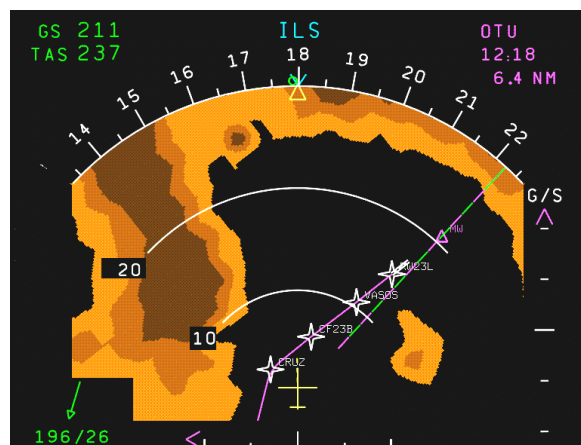 GS 211
TAS 237
ILS
OTU
12:18
6.4 NM
14 15 16 17 18 19 20 21 22
G/S
MW
20
RW23L
VASOS
10
CF23B
CRUZ
196/26